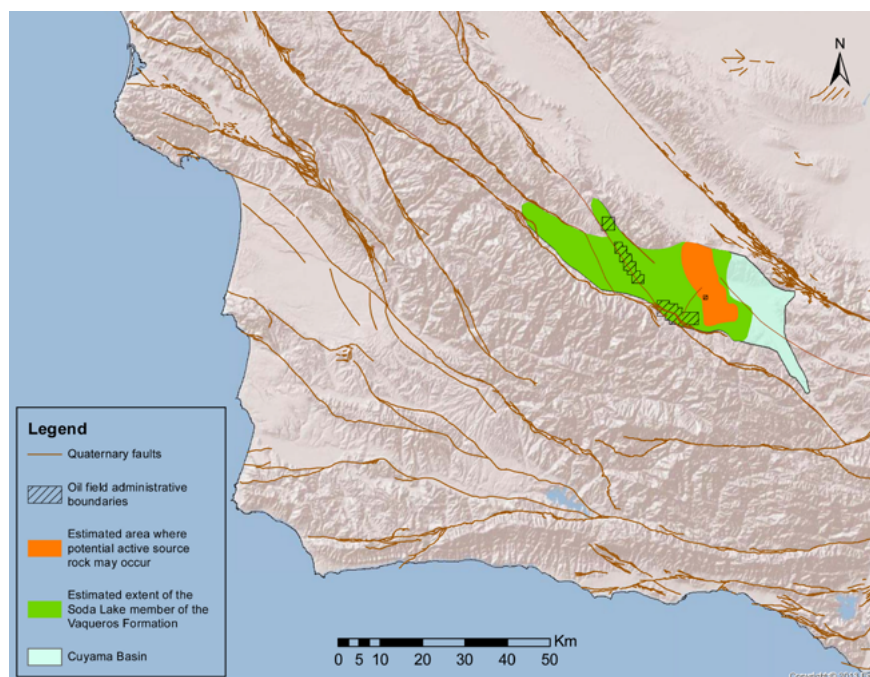 N
Legend
Quaternary faults
Oil field administrative
boundaries
Estimated area where
potential active source
rock may occur
Estimated extent of the
Soda Lake member of the
Vaqueros Formation
Cuyama Basin
Km
0 5 10 20 30 40 50